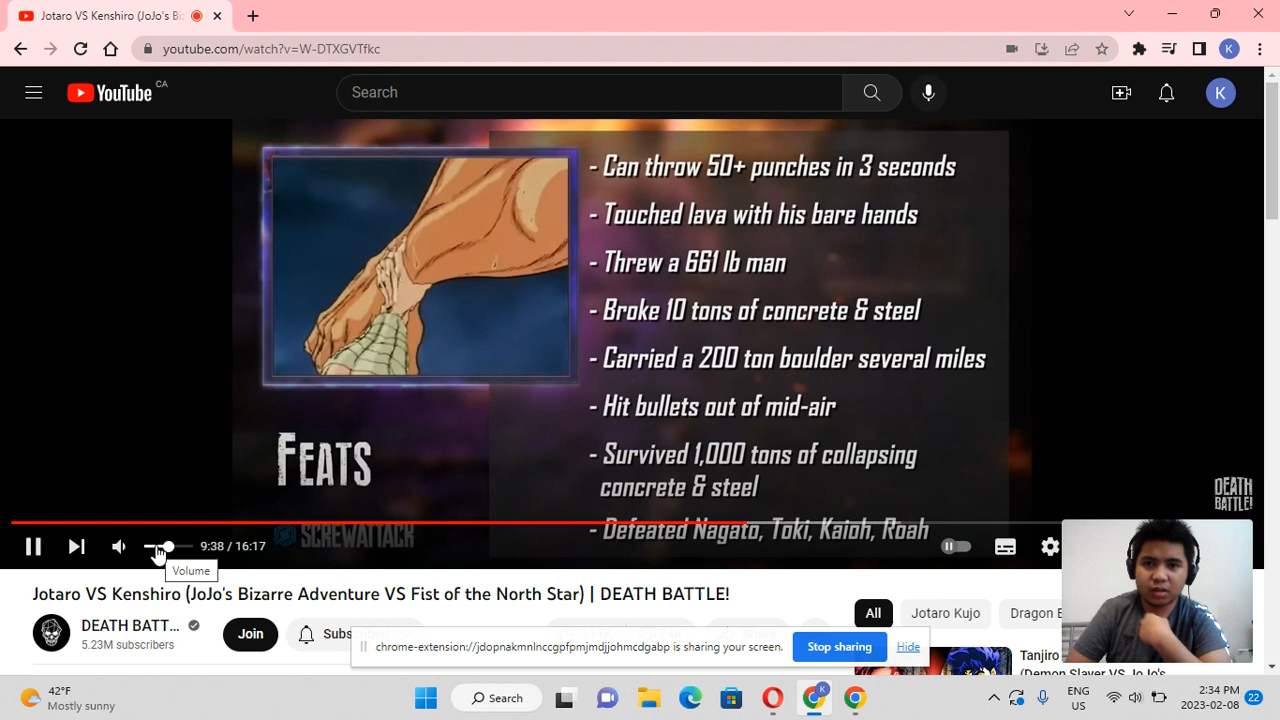 Jotaro VS Kenshiro (JoJo's Bi
youtube.com/watch?v=W-DTXGVTfkc
K
YouTube CA
Search
K
- Can throw 50+ punches in 3 seconds
- Touched lava with his bare hands
- Threw a 661 lb man
- Broke 10 tons of concrete & steel
- Carried a 200 ton boulder several miles
- Hit bullets out of mid-air
- Survived 1,000 tons of collapsing
concrete & steel
- Defeated Nagato, Toki, Kaioh, Roah
FEATS
SCREWATTACK
DEATH
BATTLE!
9:38 / 16:17
Volume
Jotaro VS Kenshiro (JoJo's Bizarre Adventure VS Fist of the North Star) | DEATH BATTLE!
DEATH BATT...
5.23M subscribers
Join
Subs
All
Jotaro Kujo
Dragon B
chrome-extension://jdopnakmnlnccgpfpmjmdjjohmcdgabp is sharing your screen.
Stop sharing
Hide
Tanjiro
(Demon Slayer VS JoJo's
42°F
Mostly sunny
Search
K
ENG
US
2:34 PM
2023-02-08
22